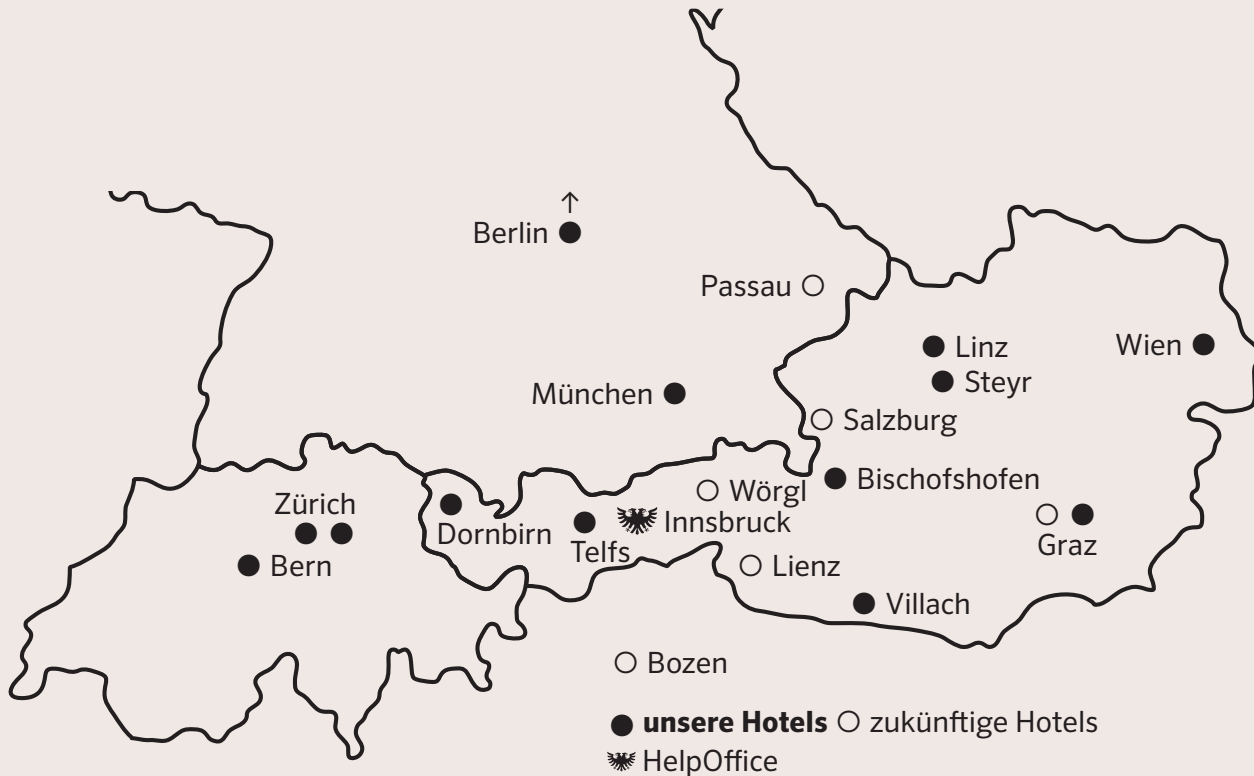 Berlin
Passau
Linz
Wien
Steyr
München
Salzburg
Bischofshofen
Wörgl
Zürich
Dornbirn
Innsbruck
Telfs
Graz
Bern
Lienz
Villach
Bozen
unsere Hotels zukünftige Hotels
HelpOffice